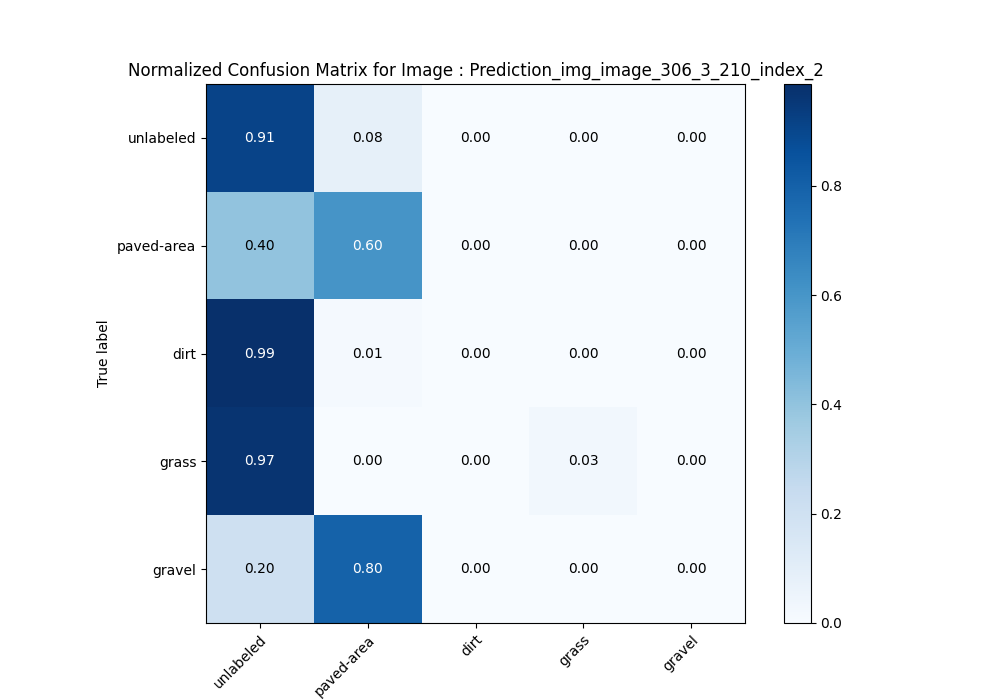 Normalized Confusion Matrix for Image : Prediction_img_image_306_3_210_index_2
True label
unlabeled 0.91 0.08 0.00 0.00 0.00
paved-area 0.40 0.60 0.00 0.00 0.00
dirt 0.99 0.01 0.00 0.00 0.00
grass 0.97 0.00 0.00 0.03 0.00
gravel 0.20 0.80 0.00 0.00 0.00
unlabeled paved-area dirt grass gravel
0.8
0.6
0.4
0.2
0.0